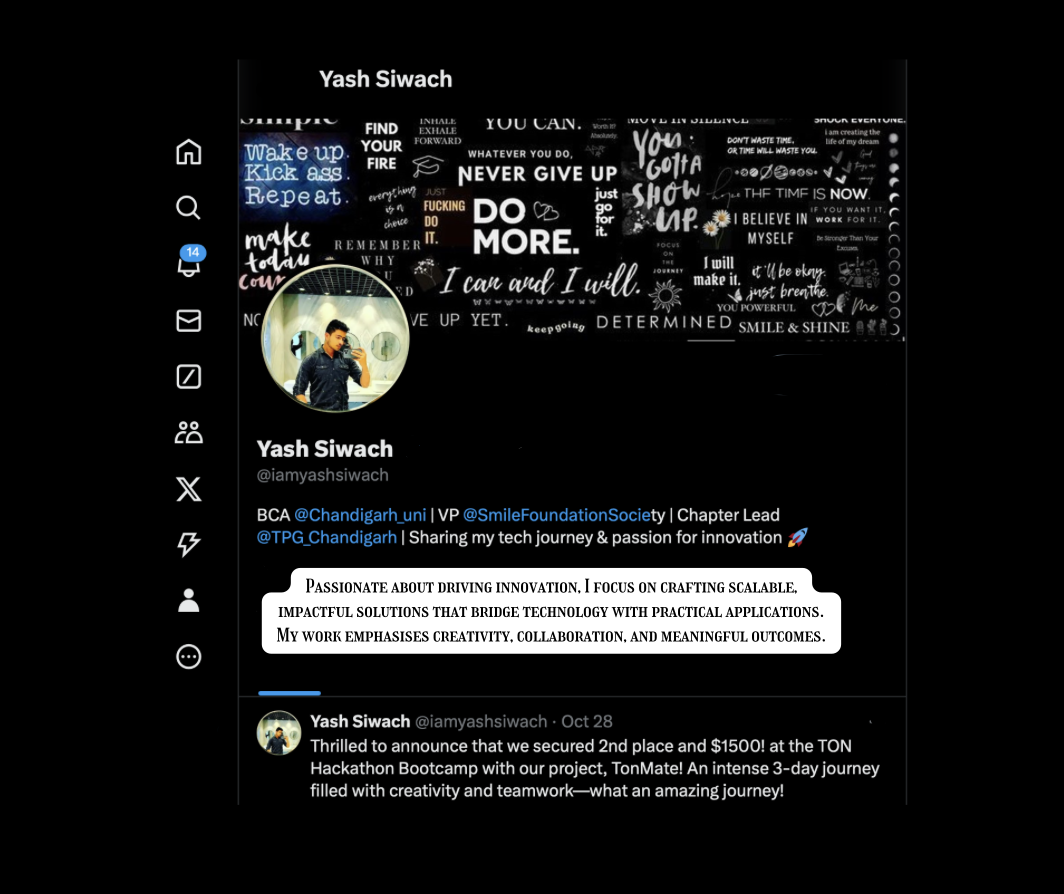 Yash Siwach
Simple
Wake up.
Kick ass.
Repeat.
FIND
YOUR
FIRE
INHALE
EXHALE
FORWARD
YOU CAN.
Worth It?
Absolutely.
MOVE IN SILENCE
SHOCK EVERYONE.
WHATEVER YOU DO,
NEVER GIVE UP
You
GOTTA
SHOW
UP.
DON'T WASTE TIME,
OR TIME WILL WASTE YOU.
I am creating the
life of my dream
everything
is a
choice
JUST
FUCKING
DO
IT.
DO
MORE.
just
go
for
it.
hope
THE TIME IS NOW.
I BELIEVE IN
MYSELF
IF YOU WANT IT,
WORK FOR IT.
Be Stronger Than Your
Excuses.
make
today
coun
REMEMBER
WHY
U
ED
I can and I will.
FOCUS
ON
THE
JOURNEY
I will
make it.
it'll be okay.
just breathe.
YOU POWERFUL
Me
NO
VE UP YET.
keep going
DETERMINED
SMILE & SHINE
14
Yash Siwach
@iamyashsiwach
BCA @Chandigarh_uni | VP @SmileFoundationSociety | Chapter Lead
@TPG_Chandigarh | Sharing my tech journey & passion for innovation 🚀
Passionate about driving innovation, I focus on crafting scalable,
impactful solutions that bridge technology with practical applications.
My work emphasises creativity, collaboration, and meaningful outcomes.
Yash Siwach @iamyashsiwach · Oct 28
Thrilled to announce that we secured 2nd place and $1500! at the TON
Hackathon Bootcamp with our project, TonMate! An intense 3-day journey
filled with creativity and teamwork—what an amazing journey!